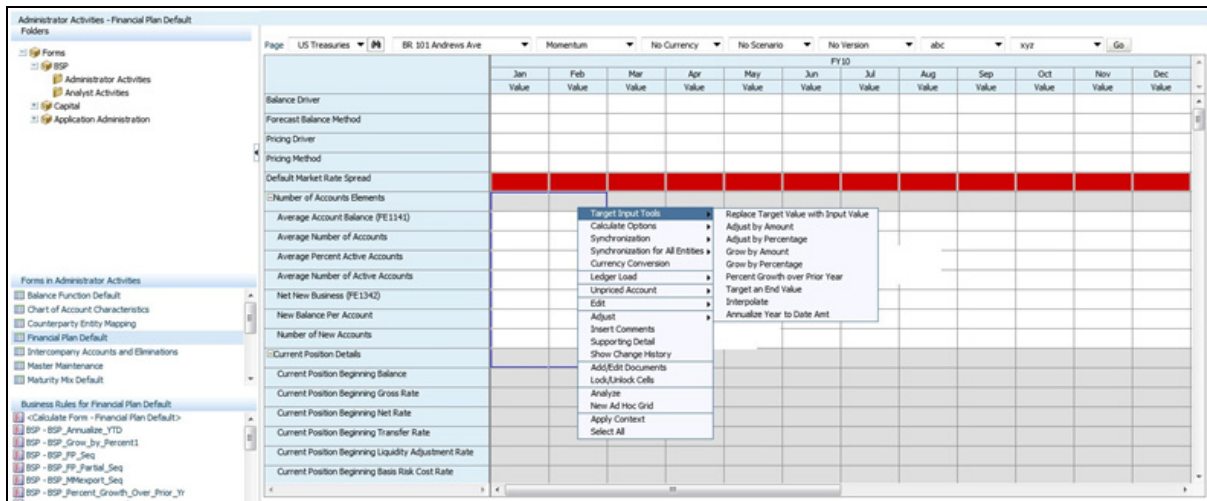 Administrator Activities - Financial Plan Default
Folders
Forms
BSP
Administrator Activities
Analyst Activities
Capital
Application Administration
Forms in Administrator Activities
Balance Function Default
Chart of Account Characteristics
Counterparty Entity Mapping
Financial Plan Default
Intercompany Accounts and Eliminations
Master Maintenance
Maturity Mix Default
Business Rules for Financial Plan Default
<Calculate Form - Financial Plan Default>
BSP - BSP_Annualize_YTD
BSP - BSP_Grow_by_Percent1
BSP - BSP_FP_Seq
BSP - BSP_FP_Partial_Seq
BSP - BSP_MMexport_Seq
BSP - BSP_Percent_Growth_Over_Prior_Yr
Page US Treasuries BR 101 Andrews Ave Momentum No Currency No Scenario No Version abc xyz Go
FY10
Jan Feb Mar Apr May Jun Jul Aug Sep Oct Nov Dec
Value Value Value Value Value Value Value Value Value Value Value Value
Balance Driver
Forecast Balance Method
Pricing Driver
Pricing Method
Default Market Rate Spread
Number of Accounts Elements
Average Account Balance (FE1141)
Average Number of Accounts
Average Percent Active Accounts
Average Number of Active Accounts
Net New Business (FE1342)
New Balance Per Account
Number of New Accounts
Current Position Details
Current Position Beginning Balance
Current Position Beginning Gross Rate
Current Position Beginning Net Rate
Current Position Beginning Transfer Rate
Current Position Beginning Liquidity Adjustment Rate
Current Position Beginning Basis Risk Cost Rate
Target Input Tools
Calculate Options
Synchronization
Synchronization for All Entities
Currency Conversion
Ledger Load
Unpriced Account
Edit
Adjust
Insert Comments
Supporting Detail
Show Change History
Add/Edit Documents
Lock/Unlock Cells
Analyze
New Ad Hoc Grid
Apply Context
Select All
Replace Target Value with Input Value
Adjust by Amount
Adjust by Percentage
Grow by Amount
Grow by Percentage
Percent Growth over Prior Year
Target an End Value
Interpolate
Annualize Year to Date Amt